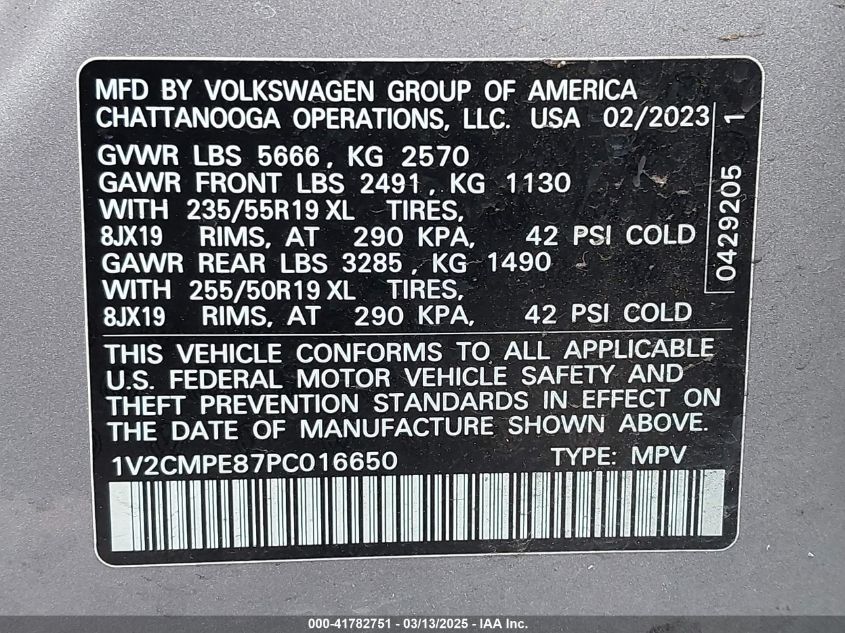 MFD BY VOLKSWAGEN GROUP OF AMERICA
CHATTANOOGA OPERATIONS, LLC. USA 02/2023
GVWR LBS 5666, KG 2570
GAWR FRONT LBS 2491, KG 1130
WITH 235/55R19 XL TIRES,
8JX19 RIMS, AT 290 KPA, 42 PSI COLD
GAWR REAR LBS 3285, KG 1490
WITH 255/50R19 XL TIRES,
8JX19 RIMS, AT 290 KPA, 42 PSI COLD
0429205 1
THIS VEHICLE CONFORMS TO ALL APPLICABLE
U.S. FEDERAL MOTOR VEHICLE SAFETY AND
THEFT PREVENTION STANDARDS IN EFFECT ON
THE DATE OF MANUFACTURE SHOWN ABOVE.
1V2CMPE87PC016650 TYPE: MPV
000-41782751 - 03/13/2025 - IAA Inc.